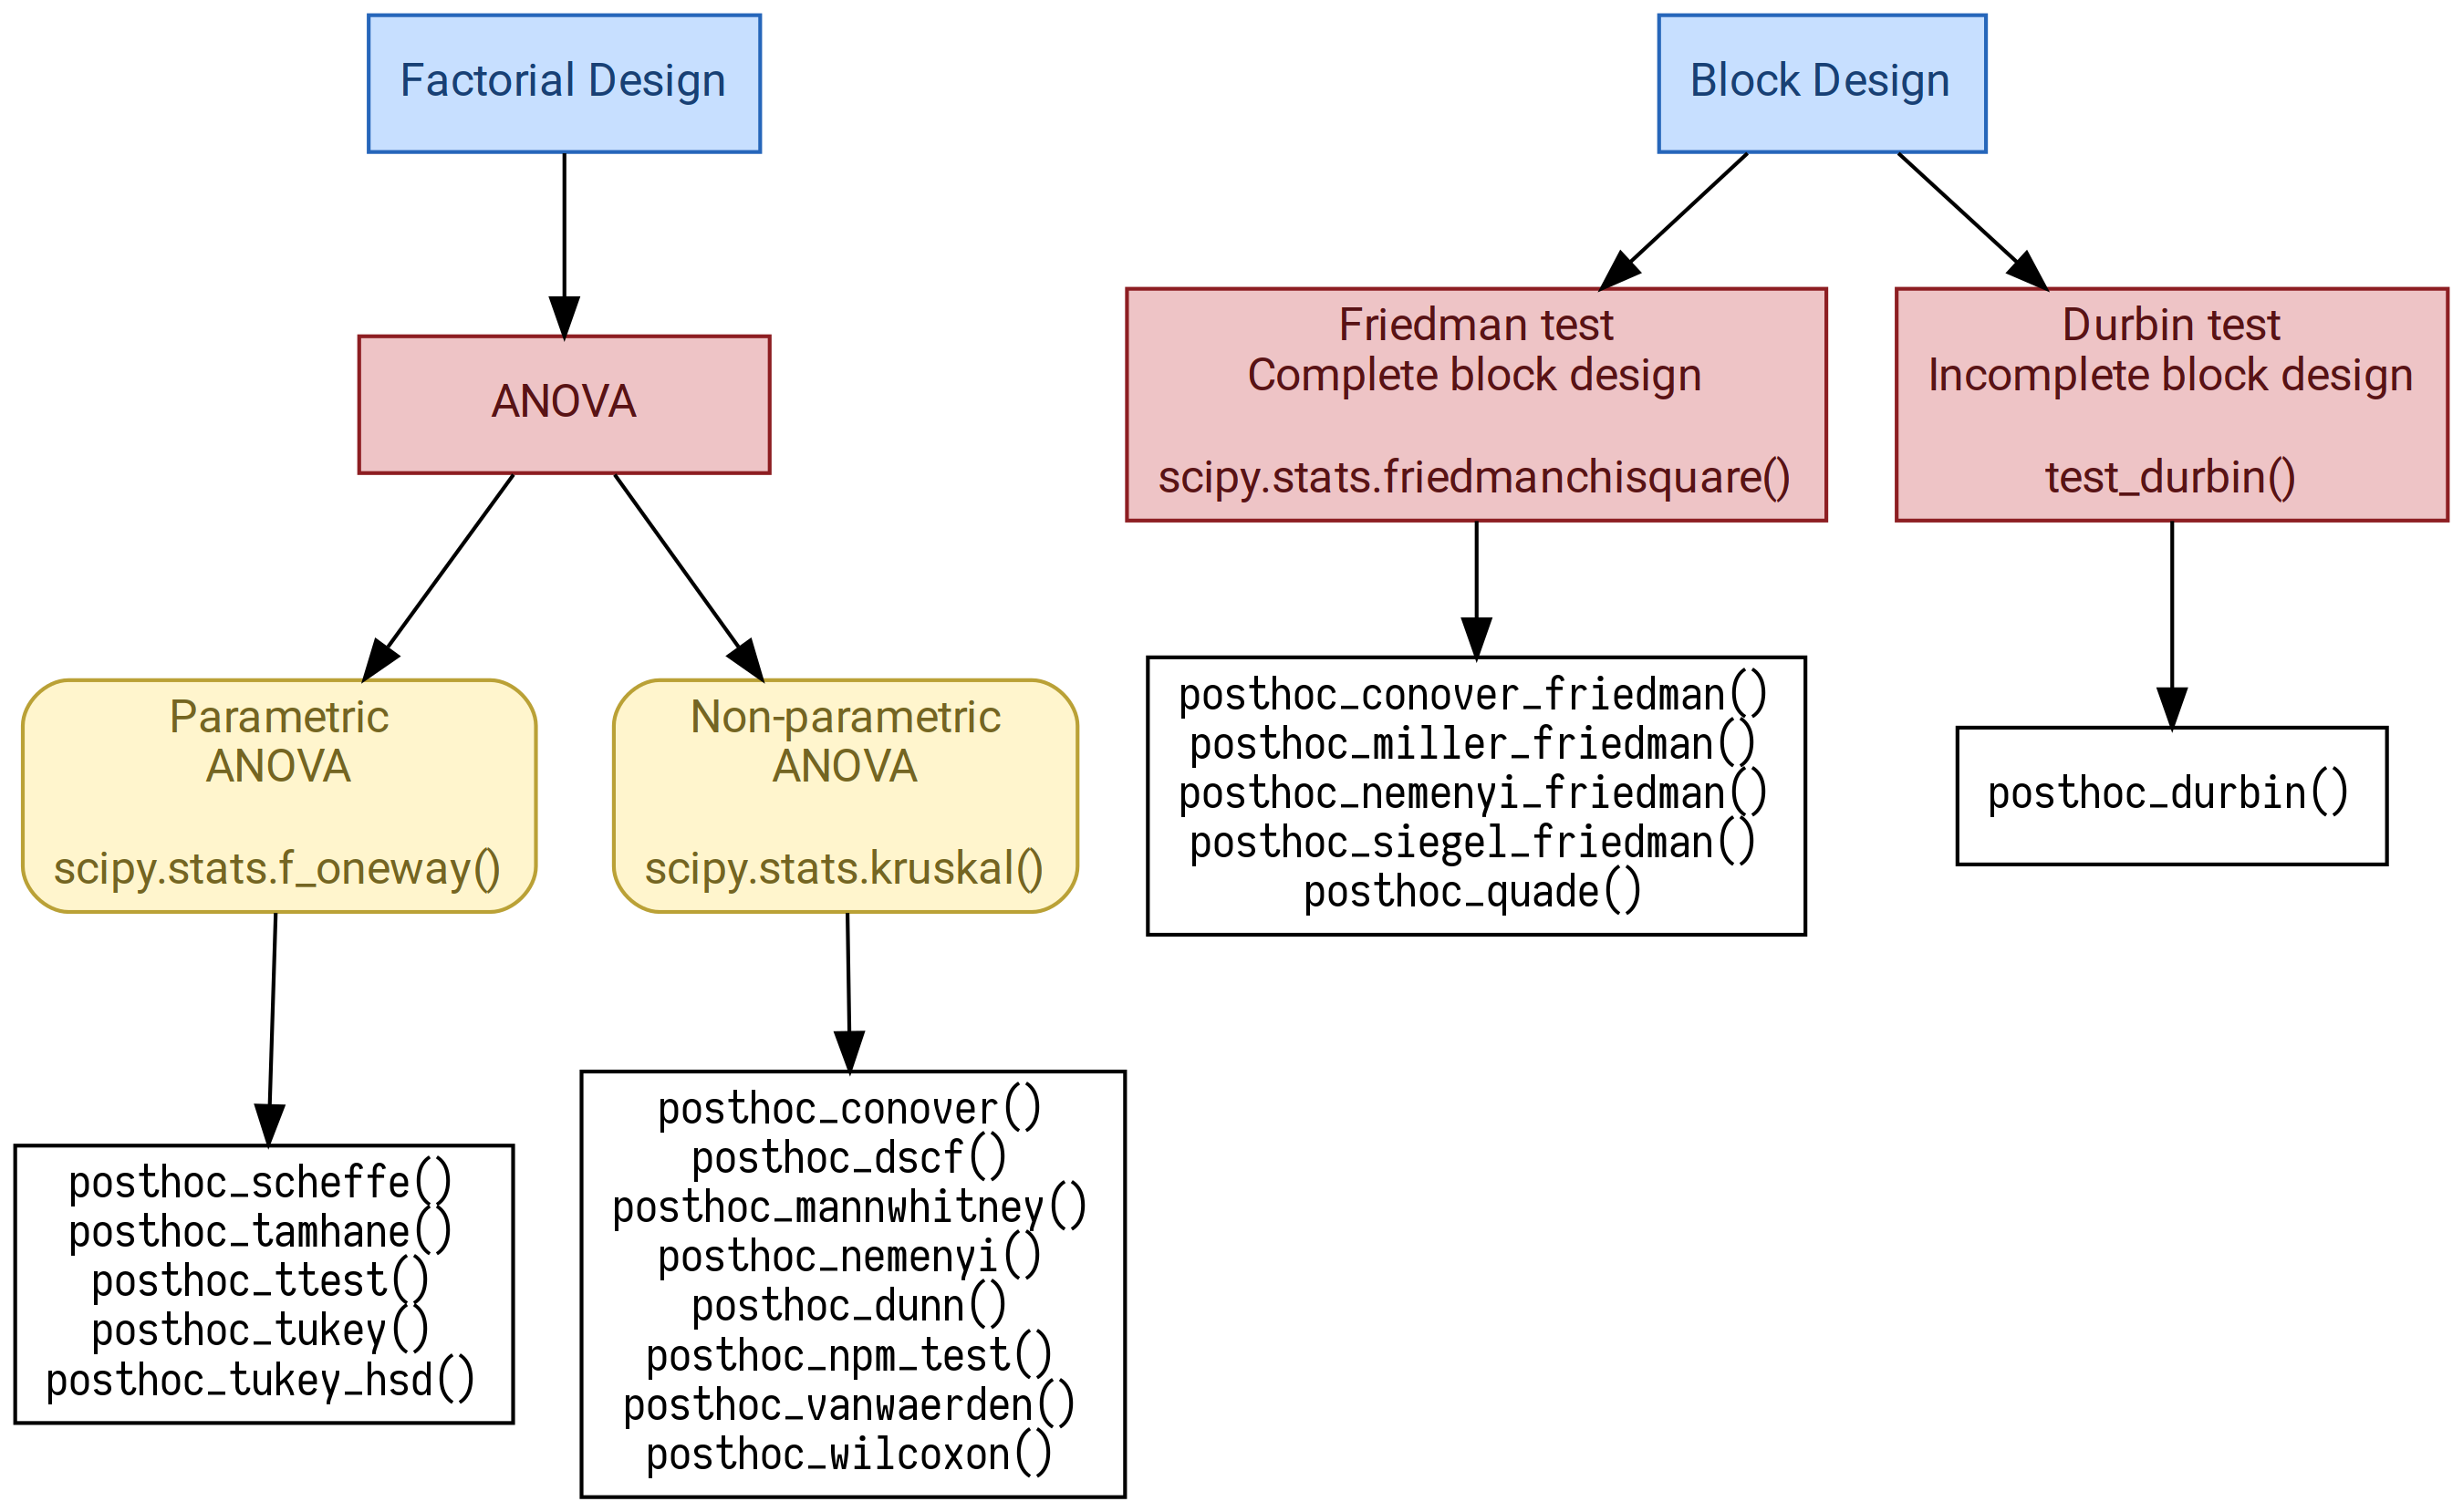 Factorial Design
Block Design
ANOVA
Friedman test
Complete block design
scipy.stats.friedmanchisquare()
Durbin test
Incomplete block design
test_durbin()
Parametric
ANOVA
scipy.stats.f_oneway()
Non-parametric
ANOVA
scipy.stats.kruskal()
posthoc_conover_friedman()
posthoc_miller_friedman()
posthoc_nemenyi_friedman()
posthoc_siegel_friedman()
posthoc_quade()
posthoc_durbin()
posthoc_scheffe()
posthoc_tamhane()
posthoc_ttest()
posthoc_tukey()
posthoc_tukey_hsd()
posthoc_conover()
posthoc_dscf()
posthoc_mannwhitney()
posthoc_nemenyi()
posthoc_dunn()
posthoc_npm_test()
posthoc_vanwaerden()
posthoc_wilcoxon()